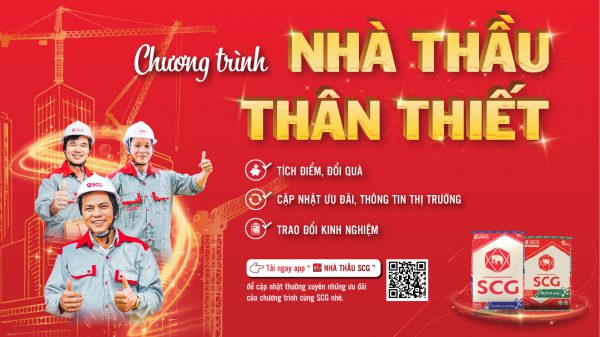 Chương trình
NHÀ THẦU
THÂN THIẾT
TÍCH ĐIỂM, ĐỔI QUÀ
CẬP NHẬT ƯU ĐÃI, THÔNG TIN THỊ TRƯỜNG
TRAO ĐỔI KINH NGHIỆM
Tải ngay app " NHÀ THẦU SCG "
để cập nhật thường xuyên những ưu đãi
của chương trình cùng SCG nhé.
SCG
SCG
SCG